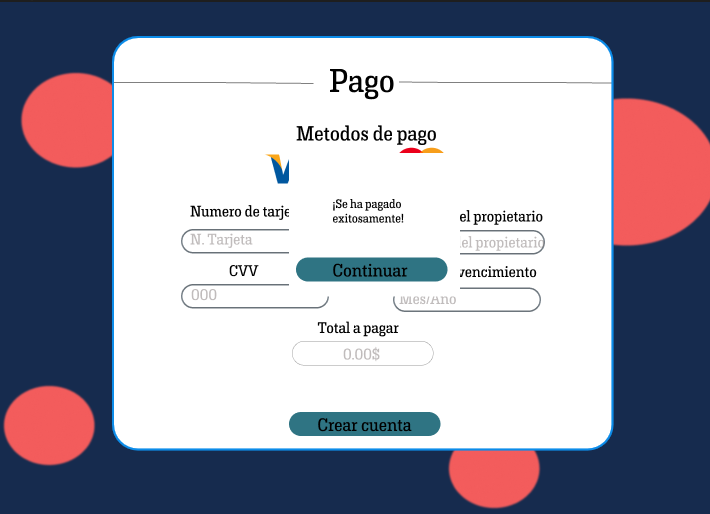 Pago
Metodos de pago
V
¡Se ha pagado
exitosamente!
Numero de tarje
el propietario
N. Tarjeta
del propietario
Continuar
CVV
vencimiento
000
Mes/Año
Total a pagar
0.00$
Crear cuenta